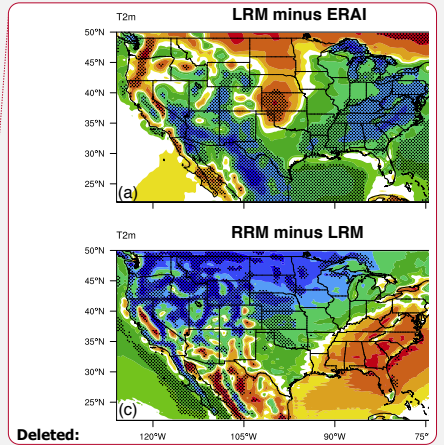 LRM minus ERAI
T2m
50°N
45°N
40°N
35°N
30°N
25°N
(a)
RRM minus LRM
T2m
50°N
45°N
40°N
35°N
30°N
25°N
(c)
120°W 105°W 90°W 75°
Deleted: